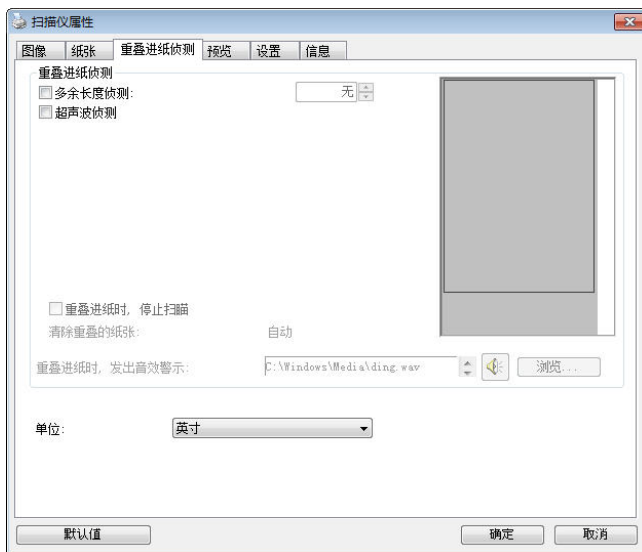 扫描仪属性
图像 纸张 重叠进纸侦测 预览 设置 信息
重叠进纸侦测
多余长度侦测: 无
超声波侦测
重叠进纸时, 停止扫瞄
清除重叠的纸张: 自动
重叠进纸时, 发出音效警示: C:\Windows\Media\ding.wav 浏览...
单位: 英寸
默认值 确定 取消